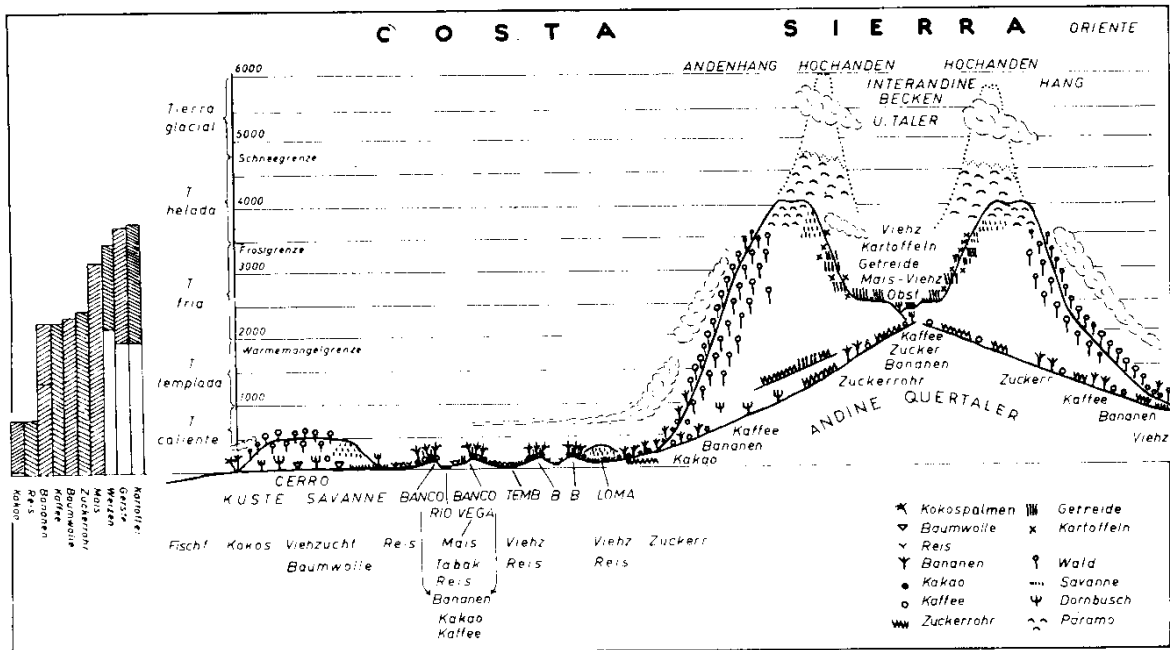 COSTA SIERRA ORIENTE
ANDENHANG HOCHANDEN HOCHANDEN
INTERANDINE HANG
BECKEN
U. TALER
6000
Tierra
glacial
5000
Schneegrenze
T
helada
4000
Frostgrenze
3000
T
fria
2000
Warmemangelgrenze
T
templada
1000
T
caliente
Viehz
Kartoffeln
Getreide
Mais-Viehz
Obst
Kaffee
Zucker
Bananen
Zuckerrohr
Kaffee
Bananen
Kakao
ANDINE QUERTALER
Zuckerr
Kaffee
Bananen
Viehz
CERRO
KUSTE SAVANNE BANCO BANCO TEMB B B LOMA
RIO VEGA
Fischf Kokos Viehzucht Reis Mais Viehz Viehz Zuckerr
Baumwolle Tabak Reis Reis
Reis
Bananen
Kakao
Kaffee
Kakao
Reis
Bananen
Kaffee
Baumwolle
Zuckerrohr
Mais
Weizen
Gerste
Kartoffel
Kokospalmen
Baumwolle
Reis
Bananen
Kakao
Kaffee
Zuckerrohr
Getreide
Kartoffeln
Wald
Savanne
Dornbusch
Páramo